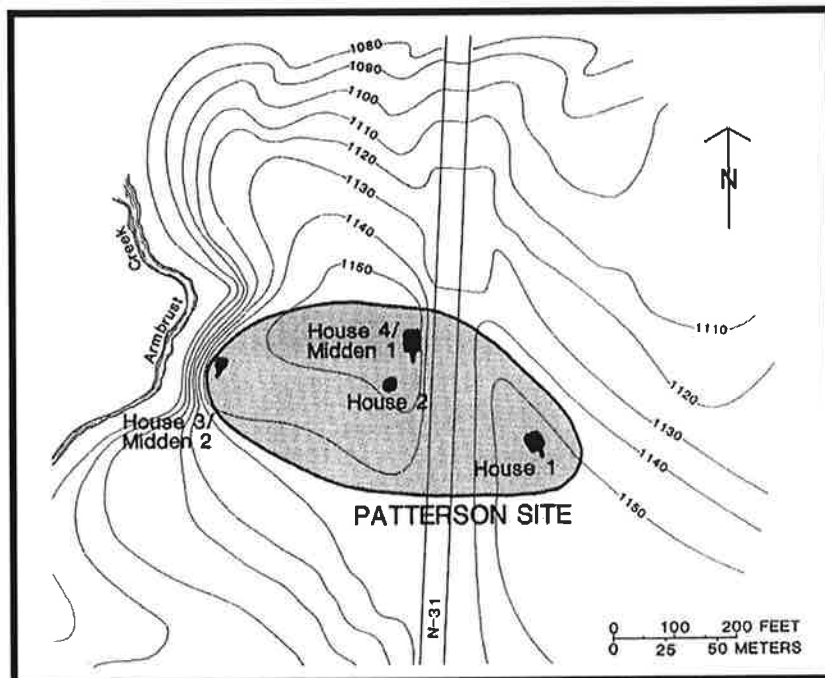 1080
1090
1100
1110
1120
1130
1140
1150
N
Creek
Armbrust
House 4/
Midden 1
House 2
House 3/
Midden 2
House 1
1110
1120
1130
1140
1150
PATTERSON SITE
N-31
0 100 200 FEET
0 25 50 METERS